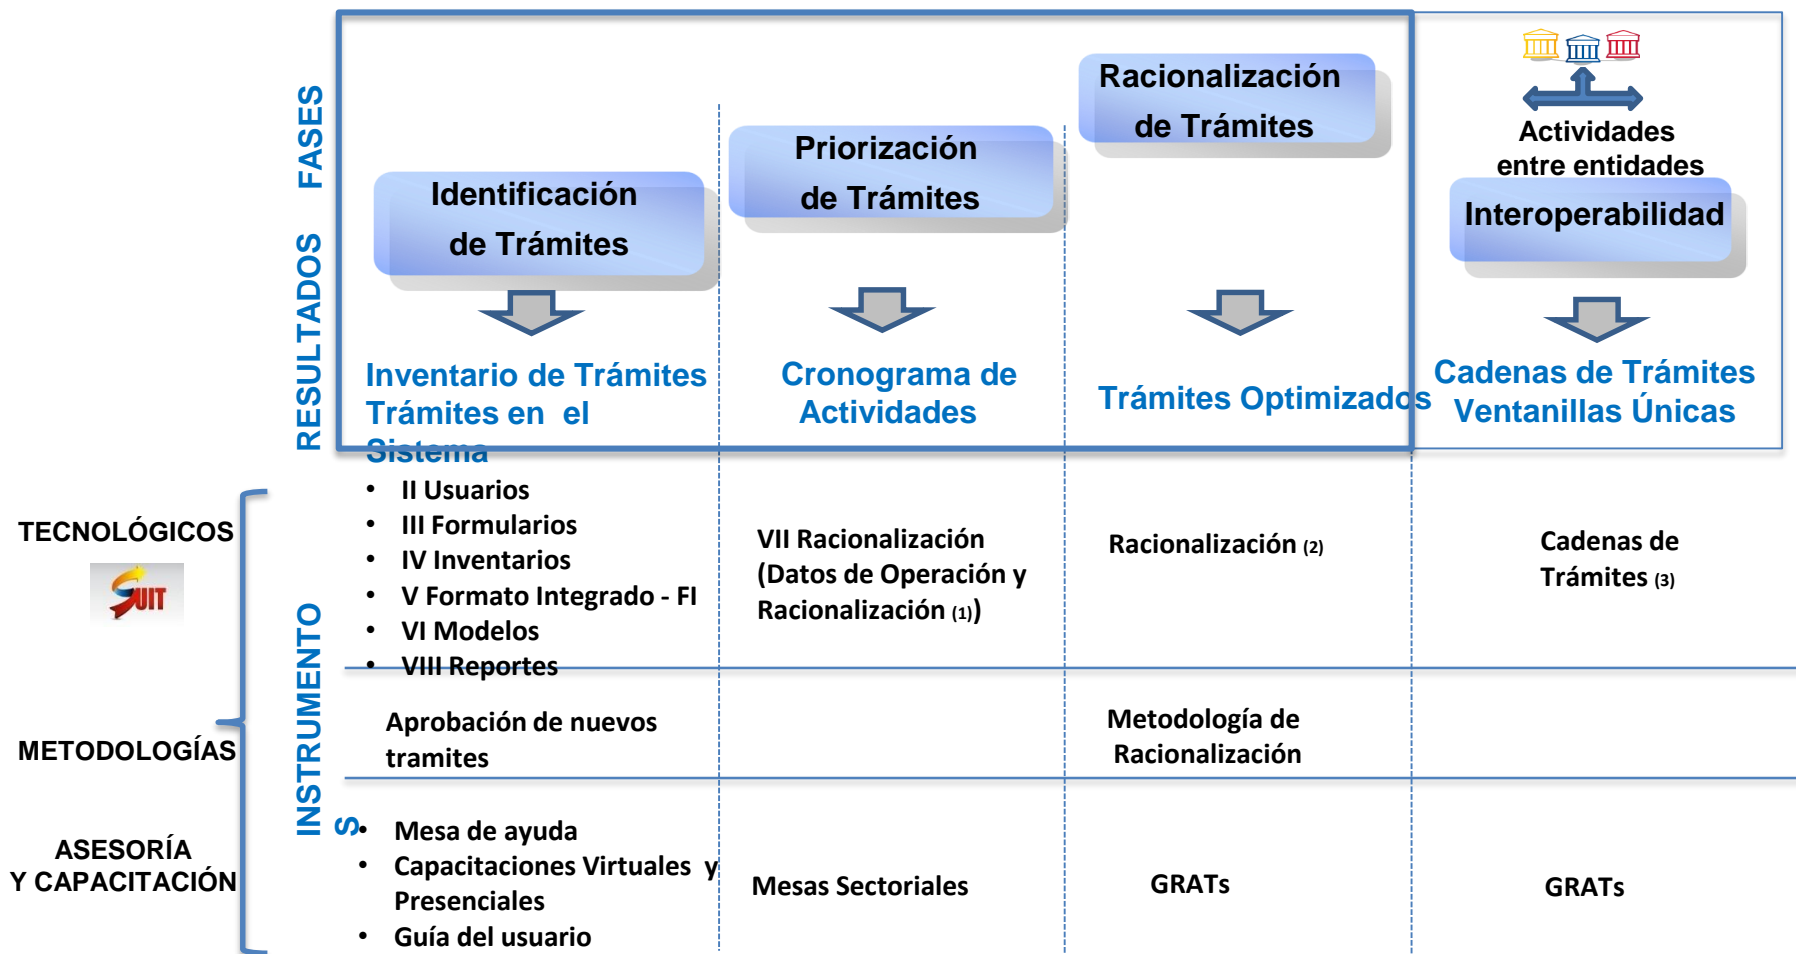 FASES
RESULTADOS
Identificación
de Trámites
Priorización
de Trámites
Racionalización
de Trámites
Actividades
entre entidades
Interoperabilidad
Inventario de Trámites
Trámites en el
Sistema
Cronograma de
Actividades
Trámites Optimizados
Cadenas de Trámites
Ventanillas Únicas
INSTRUMENTO
S
TECNOLÓGICOS
SUIT
• II Usuarios
• III Formularios
• IV Inventarios
• V Formato Integrado - FI
• VI Modelos
• VIII Reportes
VII Racionalización
(Datos de Operación y
Racionalización (1))
Racionalización (2)
Cadenas de
Trámites (3)
METODOLOGÍAS
Aprobación de nuevos
tramites
Metodología de
Racionalización
ASESORÍA
Y CAPACITACIÓN
• Mesa de ayuda
• Capacitaciones Virtuales y
Presenciales
• Guía del usuario
Mesas Sectoriales
GRATs
GRATs